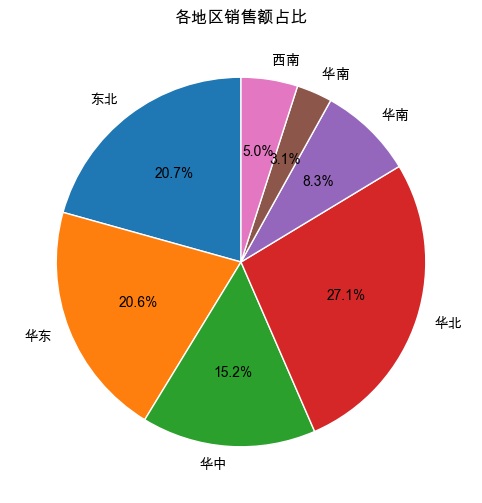 各地区销售额占比
西南
华南
东北
华南
5.0%
3.1%
20.7%
8.3%
27.1%
20.6%
华北
华东
15.2%
华中